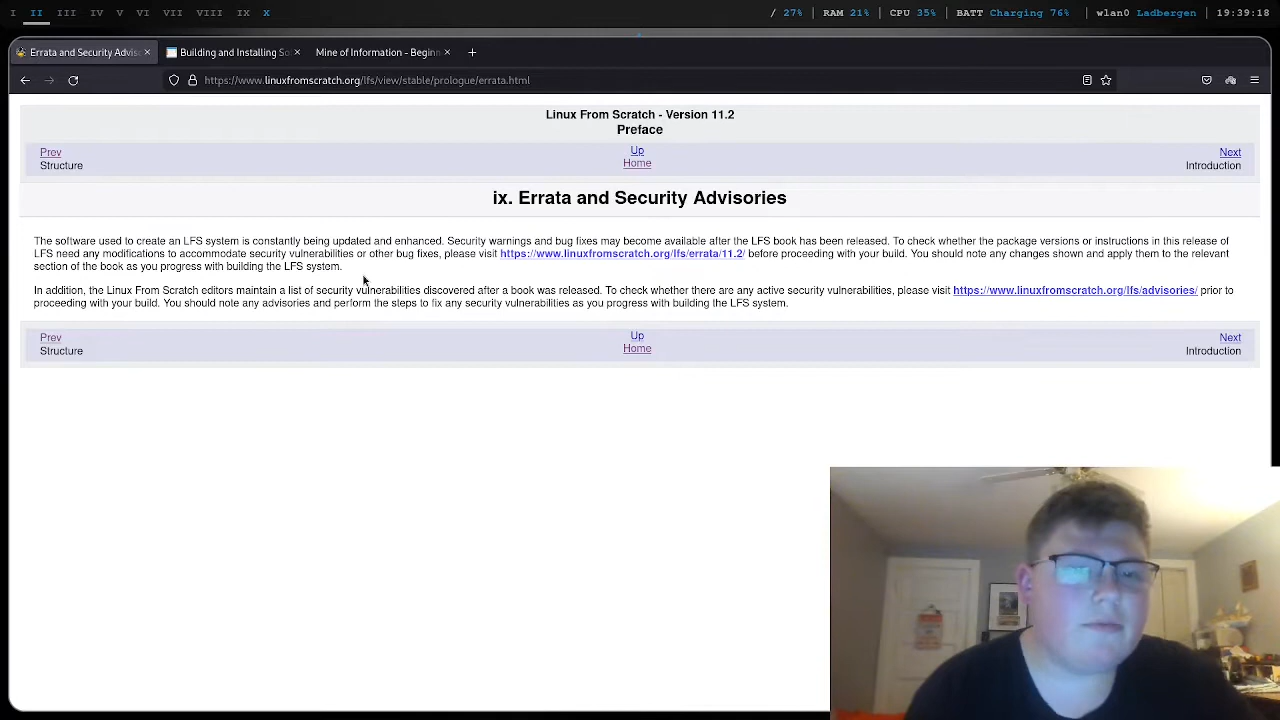 I II III IV V VI VII VIII IX X / 27% | RAM 21% | CPU 35% | BATT Charging 76% | wlan0 Ladbergen | 19:39:18
Errata and Security Advis × Building and Installing So × Mine of Information - Beginn × +
https://www.linuxfromscratch.org/lfs/view/stable/prologue/errata.html
Linux From Scratch - Version 11.2
Preface
Prev Up Next
Structure Home Introduction
ix. Errata and Security Advisories
The software used to create an LFS system is constantly being updated and enhanced. Security warnings and bug fixes may become available after the LFS book has been released. To check whether the package versions or instructions in this release of
LFS need any modifications to accommodate security vulnerabilities or other bug fixes, please visit https://www.linuxfromscratch.org/lfs/errata/11.2/ before proceeding with your build. You should note any changes shown and apply them to the relevant
section of the book as you progress with building the LFS system.
In addition, the Linux From Scratch editors maintain a list of security vulnerabilities discovered after a book was released. To check whether there are any active security vulnerabilities, please visit https://www.linuxfromscratch.org/lfs/advisories/ prior to
proceeding with your build. You should note any advisories and perform the steps to fix any security vulnerabilities as you progress with building the LFS system.
Prev Up Next
Structure Home Introduction